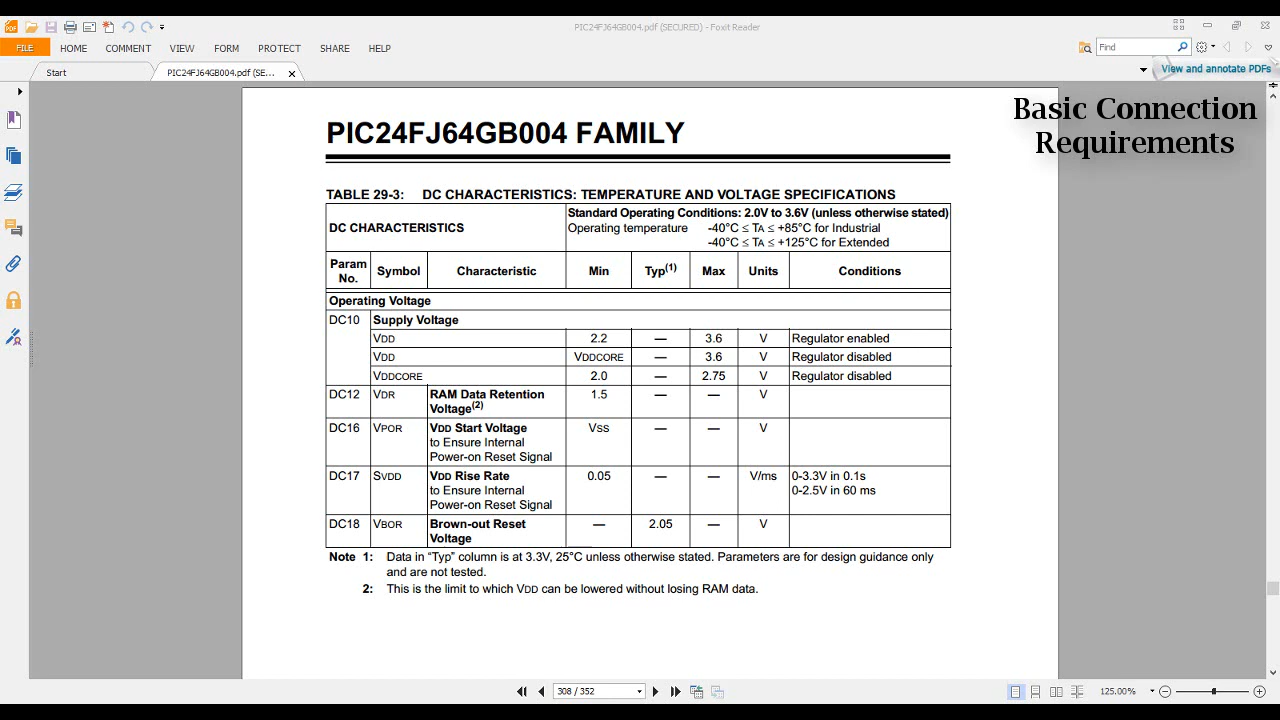 PIC24FJ64GB004.pdf (SECURED) - Foxit Reader
FILE HOME COMMENT VIEW FORM PROTECT SHARE HELP
Find
Start PIC24FJ64GB004.pdf (SE... View and annotate PDFs
Basic Connection
Requirements
PIC24FJ64GB004 FAMILY
TABLE 29-3: DC CHARACTERISTICS: TEMPERATURE AND VOLTAGE SPECIFICATIONS
DC CHARACTERISTICS
Standard Operating Conditions: 2.0V to 3.6V (unless otherwise stated)
Operating temperature -40°C ≤ TA ≤ +85°C for Industrial
-40°C ≤ TA ≤ +125°C for Extended
Param No. Symbol Characteristic Min Typ(1) Max Units Conditions
Operating Voltage
DC10 Supply Voltage
VDD 2.2 — 3.6 V Regulator enabled
VDD VDDCORE — 3.6 V Regulator disabled
VDDCORE 2.0 — 2.75 V Regulator disabled
DC12 VDR RAM Data Retention 1.5 — — V
Voltage(2)
DC16 VPOR VDD Start Voltage VSS — — V
to Ensure Internal
Power-on Reset Signal
DC17 SVDD VDD Rise Rate 0.05 — — V/ms 0-3.3V in 0.1s
to Ensure Internal 0-2.5V in 60 ms
Power-on Reset Signal
DC18 VBOR Brown-out Reset — 2.05 — V
Voltage
Note 1: Data in “Typ” column is at 3.3V, 25°C unless otherwise stated. Parameters are for design guidance only
and are not tested.
2: This is the limit to which VDD can be lowered without losing RAM data.
308 / 352 125.00%